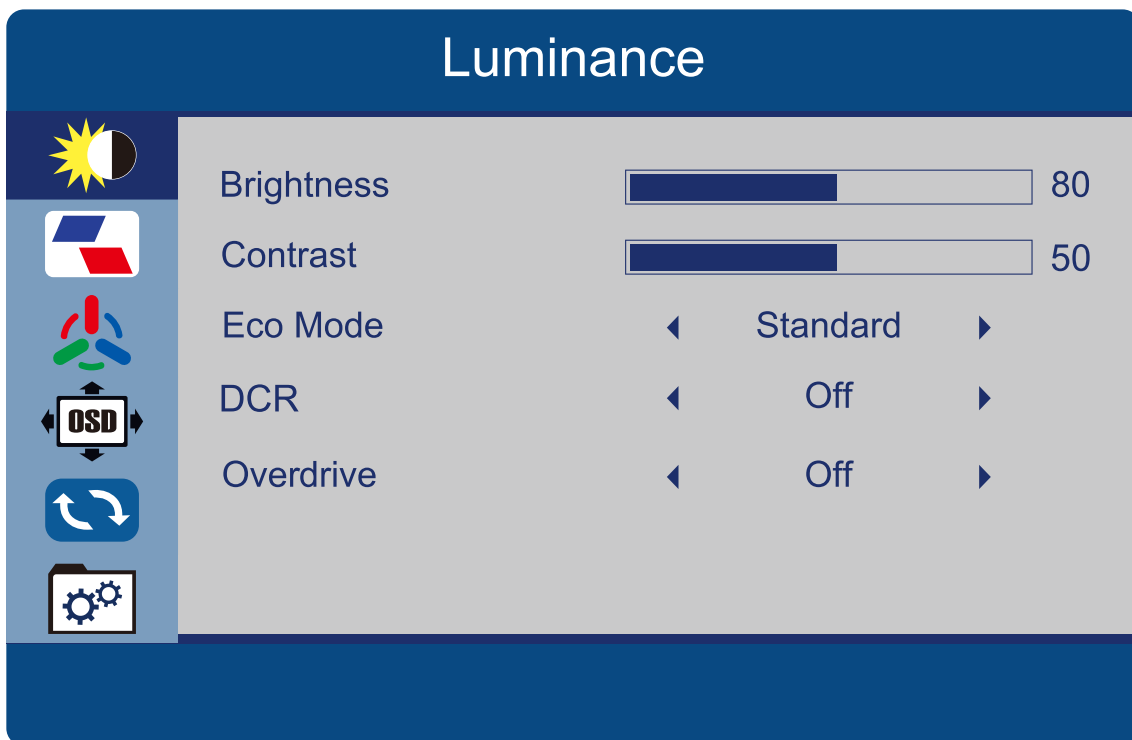 Luminance
Brightness 80
Contrast 50
Eco Mode Standard
DCR Off
OSD
Overdrive Off